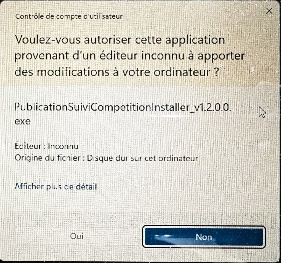 Contrôle de compte d'utilisateur
Voulez-vous autoriser cette application
provenant d'un éditeur inconnu à apporter
des modifications à votre ordinateur ?
PublicationSuiviCompetitionInstaller_v1.2.0.0.
exe
Éditeur : Inconnu
Origine du fichier : Disque dur sur cet ordinateur
Afficher plus de détail
Oui
Non